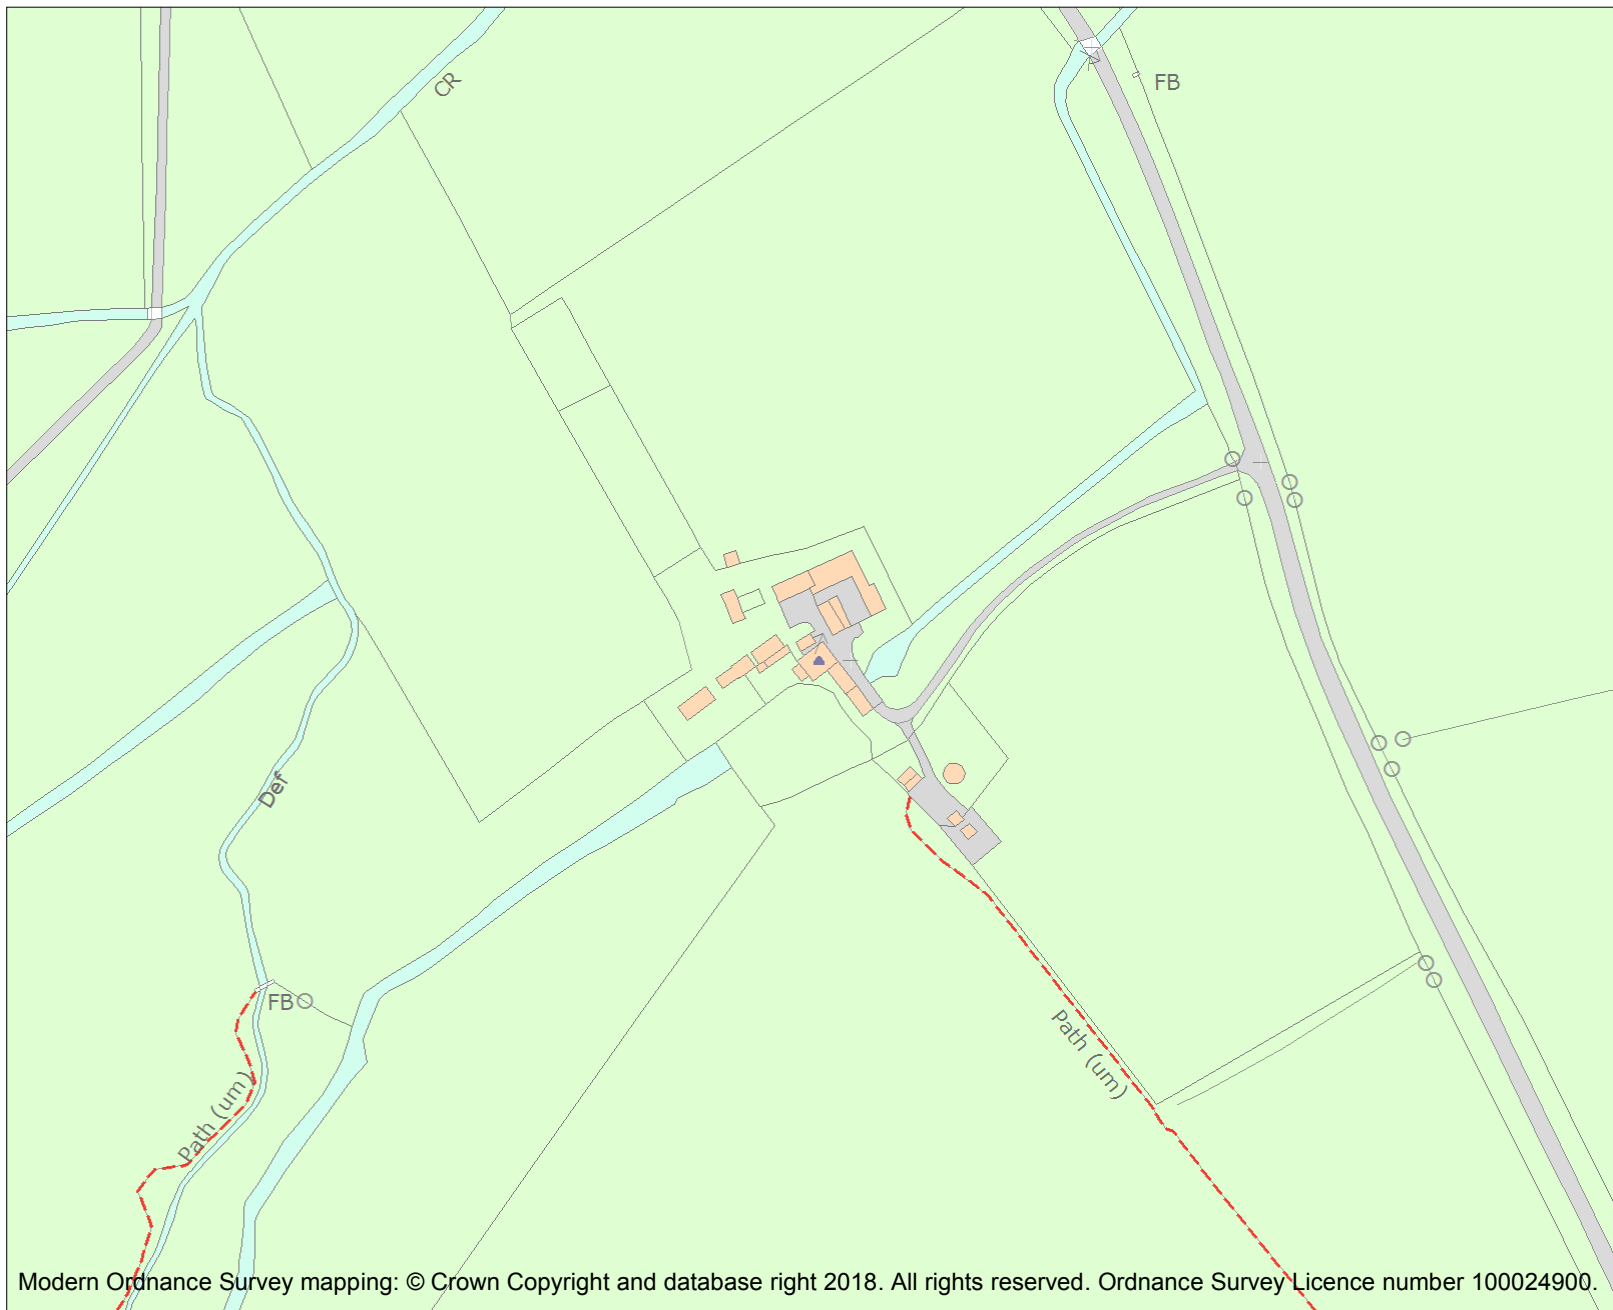 CR
FB
Def
FB
Path (um)
Path (um)
Modern Ordnance Survey mapping: © Crown Copyright and database right 2018. All rights reserved. Ordnance Survey Licence number 100024900.